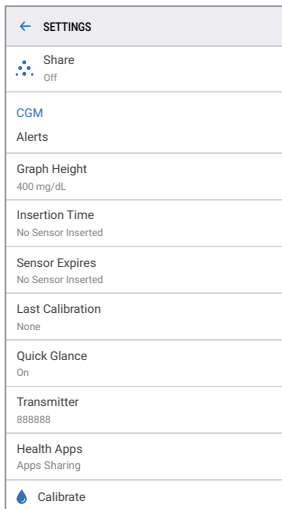 SETTINGS
Share
Off
CGM
Alerts
Graph Height
400 mg/dL
Insertion Time
No Sensor Inserted
Sensor Expires
No Sensor Inserted
Last Calibration
None
Quick Glance
On
Transmitter
888888
Health Apps
Apps Sharing
Calibrate